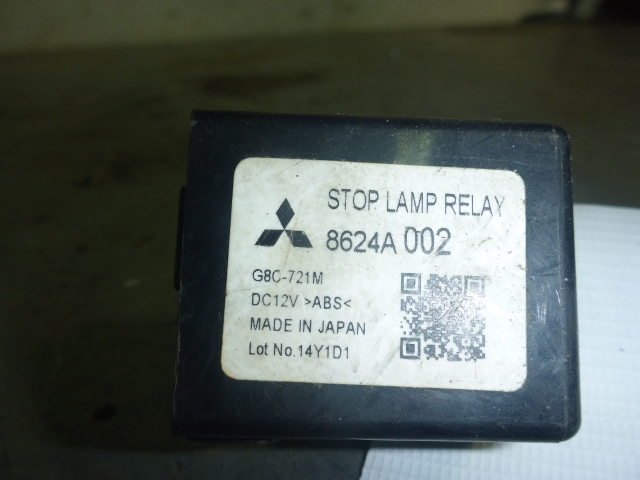 STOP LAMP RELAY
8624A 002
G8C-721M
DC12V >ABS<
MADE IN JAPAN
Lot No.14Y1D1